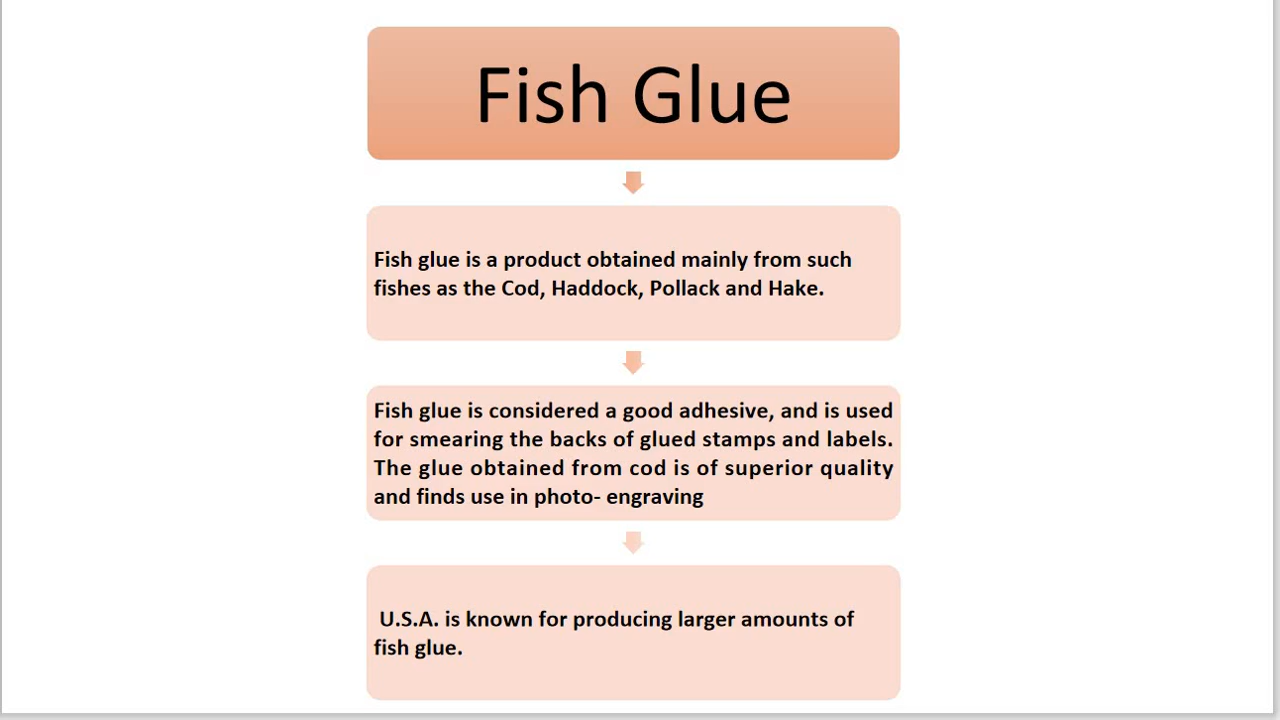 Fish Glue
Fish glue is a product obtained mainly from such
fishes as the Cod, Haddock, Pollack and Hake.
Fish glue is considered a good adhesive, and is used
for smearing the backs of glued stamps and labels.
The glue obtained from cod is of superior quality
and finds use in photo- engraving
U.S.A. is known for producing larger amounts of
fish glue.